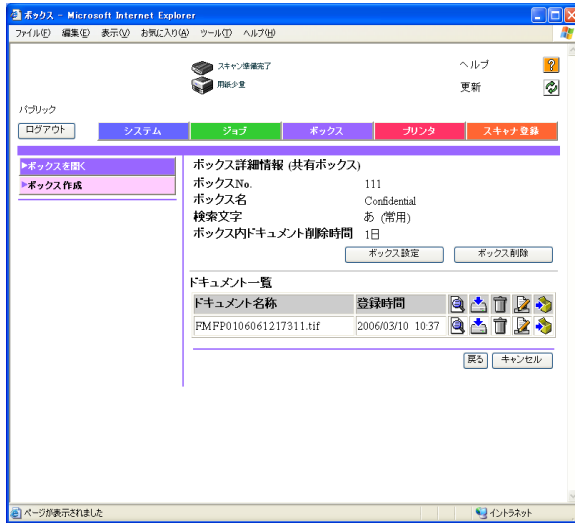 ボックス - Microsoft Internet Explorer
ファイル(F) 編集(E) 表示(V) お気に入り(A) ツール(T) ヘルプ(H)
スキャン準備完了 ヘルプ
用紙少量 更新
パブリック
ログアウト システム ジョブ ボックス プリンタ スキャナ登録
ボックスを開く
ボックス作成
ボックス詳細情報 (共有ボックス)
ボックスNo. 111
ボックス名 Confidential
検索文字 あ (常用)
ボックス内ドキュメント削除時間 1日
ボックス設定 ボックス削除
ドキュメント一覧
ドキュメント名称 登録時間
FMFP0106061217311.tif 2006/03/10 10:37
戻る キャンセル
ページが表示されました イントラネット